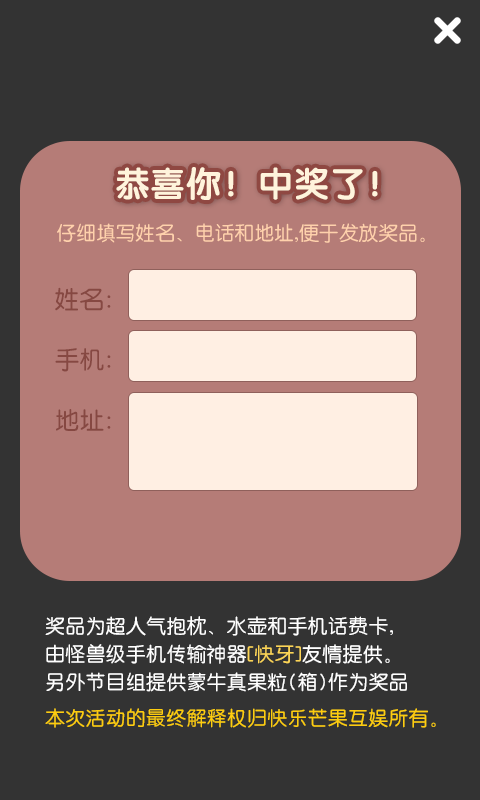 恭喜你！中奖了！
仔细填写姓名、电话和地址,便于发放奖品。
姓名:
手机:
地址:
奖品为超人气抱枕、水壶和手机话费卡,
由怪兽级手机传输神器[快牙]友情提供。
另外节目组提供蒙牛真果粒(箱)作为奖品
本次活动的最终解释权归快乐芒果互娱所有。